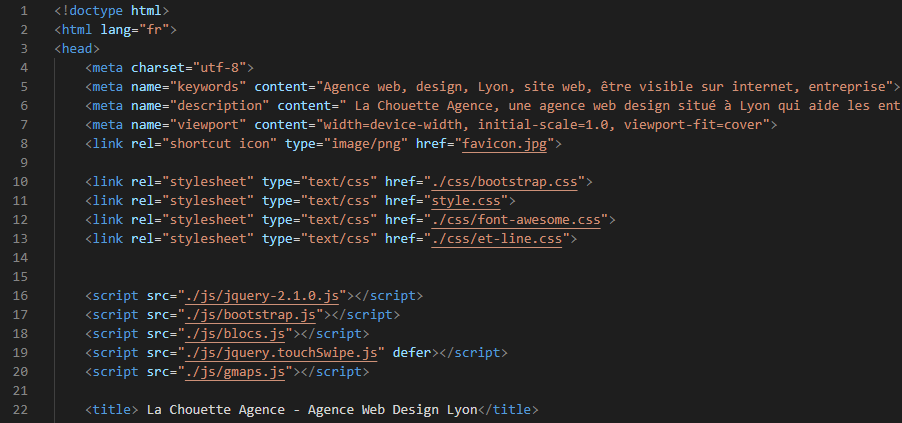 1 <!doctype html>
2 <html lang="fr">
3 <head>
4 <meta charset="utf-8">
5 <meta name="keywords" content="Agence web, design, Lyon, site web, être visible sur internet, entreprise">
6 <meta name="description" content=" La Chouette Agence, une agence web design situé à Lyon qui aide les ent
7 <meta name="viewport" content="width=device-width, initial-scale=1.0, viewport-fit=cover">
8 <link rel="shortcut icon" type="image/png" href="favicon.jpg">
9
10 <link rel="stylesheet" type="text/css" href="./css/bootstrap.css">
11 <link rel="stylesheet" type="text/css" href="style.css">
12 <link rel="stylesheet" type="text/css" href="./css/font-awesome.css">
13 <link rel="stylesheet" type="text/css" href="./css/et-line.css">
14
15
16 <script src="./js/jquery-2.1.0.js"></script>
17 <script src="./js/bootstrap.js"></script>
18 <script src="./js/blocs.js"></script>
19 <script src="./js/jquery.touchSwipe.js" defer></script>
20 <script src="./js/gmaps.js"></script>
21
22 <title> La Chouette Agence - Agence Web Design Lyon</title>